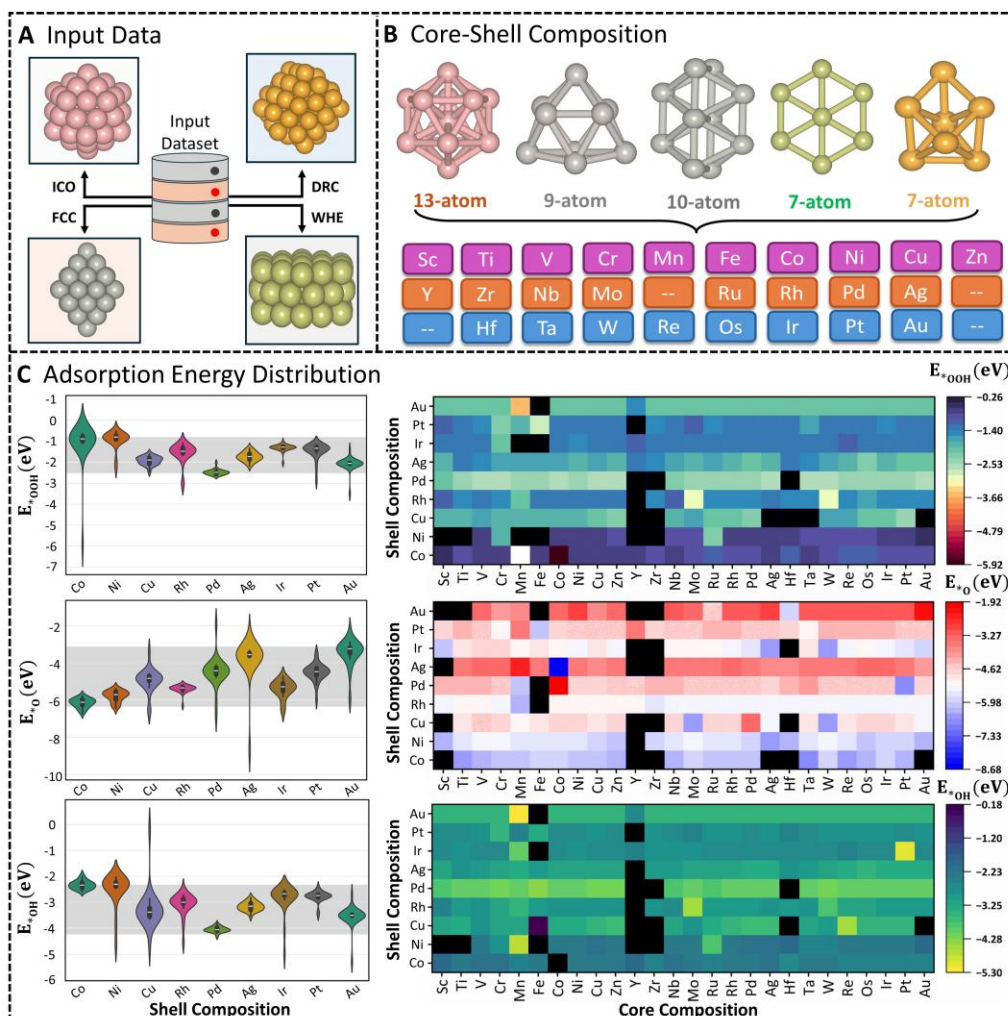 A Input Data
Input
Dataset
ICO
DRC
FCC
WHE
B Core-Shell Composition
13-atom 9-atom 10-atom 7-atom 7-atom
Sc Ti V Cr Mn Fe Co Ni Cu Zn
Y Zr Nb Mo -- Ru Rh Pd Ag --
-- Hf Ta W Re Os Ir Pt Au --
C Adsorption Energy Distribution
E*OOH (eV)
-1
0
-1
-2
-3
-4
-5
-6
-7
Co Ni Cu Rh Pd Ag Ir Pt Au
Shell Composition
Au
Pt
Ir
Ag
Pd
Rh
Cu
Ni
Co
Sc Ti V Cr Mn Fe Co Ni Cu Zn Y Zr Nb Mo Ru Rh Pd Ag Hf Ta W Re Os Ir Pt Au
E*OOH (eV)
-0.26
-1.20
-2.15
-3.09
-4.03
-4.98
-5.92
E*O (eV)
-0
-2
-4
-6
-8
-10
Co Ni Cu Rh Pd Ag Ir Pt Au
Shell Composition
Au
Pt
Ir
Ag
Pd
Rh
Cu
Ni
Co
Sc Ti V Cr Mn Fe Co Ni Cu Zn Y Zr Nb Mo Ru Rh Pd Ag Hf Ta W Re Os Ir Pt Au
E*O (eV)
-1.92
-3.05
-4.18
-5.30
-6.43
-7.33
-8.68
E*OH (eV)
0
-1
-2
-3
-4
-5
-6
Co Ni Cu Rh Pd Ag Ir Pt Au
Shell Composition
Shell Composition
Au
Pt
Ir
Ag
Pd
Rh
Cu
Ni
Co
Sc Ti V Cr Mn Fe Co Ni Cu Zn Y Zr Nb Mo Ru Rh Pd Ag Hf Ta W Re Os Ir Pt Au
Core Composition
E*OH (eV)
-0.18
-1.20
-2.23
-3.25
-4.28
-5.30